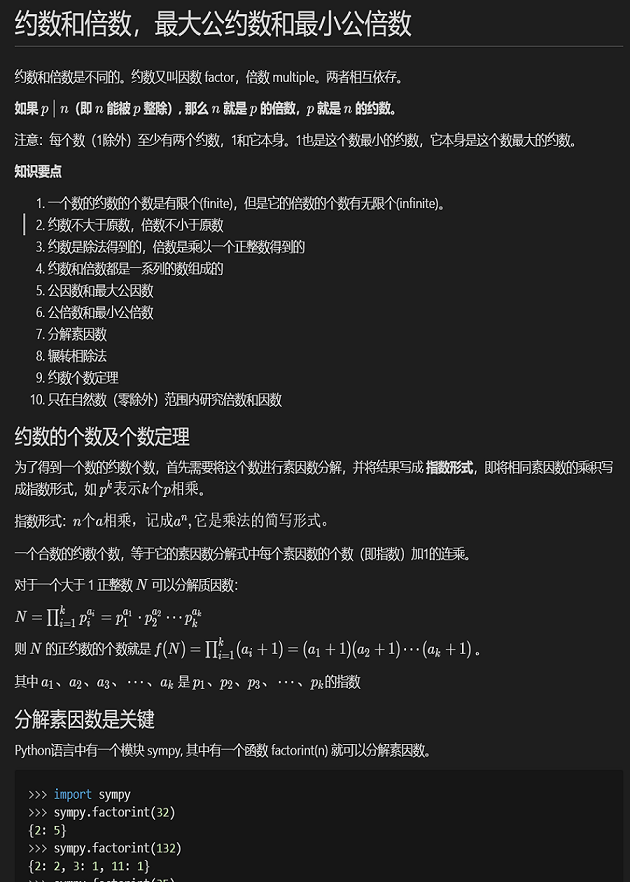 约数和倍数，最大公约数和最小公倍数
约数和倍数是不同的。约数又叫因数 factor，倍数 multiple。两者相互依存。
如果 p | n（即 n 能被 p 整除）, 那么 n 就是 p 的倍数，p 就是 n 的约数。
注意：每个数（1除外）至少有两个约数，1和它本身。1也是这个数最小的约数，它本身是这个数最大的约数。
知识要点
1. 一个数的约数的个数是有限个(finite)，但是它的倍数的个数有无限个(infinite)。
2. 约数不大于原数，倍数不小于原数
3. 约数是除法得到的，倍数是乘以一个正整数得到的
4. 约数和倍数都是一系列的数组成的
5. 公因数和最大公因数
6. 公倍数和最小公倍数
7. 分解素因数
8. 辗转相除法
9. 约数个数定理
10. 只在自然数（零除外）范围内研究倍数和因数
约数的个数及个数定理
为了得到一个数的约数个数，首先需要将这个数进行素因数分解，并将结果写成 指数形式，即将相同素因数的乘积写
成指数形式，如 p^k表示k个p相乘。
指数形式：n个a相乘，记成a^n, 它是乘法的简写形式。
一个合数的约数个数，等于它的素因数分解式中每个素因数的个数（即指数）加1的连乘。
对于一个大于 1 正整数 N 可以分解质因数：
N = ∏_{i=1}^{k} p_i^{a_i} = p_1^{a_1} · p_2^{a_2} ⋯ p_k^{a_k}
则 N 的正约数的个数就是 f(N) = ∏_{i=1}^{k}(a_i + 1) = (a_1 + 1)(a_2 + 1) ⋯ (a_k + 1) 。
其中 a_1、a_2、a_3、⋯、a_k 是 p_1、p_2、p_3、⋯、p_k的指数
分解素因数是关键
Python语言中有一个模块 sympy, 其中有一个函数 factorint(n) 就可以分解素因数。
>>> import sympy
>>> sympy.factorint(32)
{2: 5}
>>> sympy.factorint(132)
{2: 2, 3: 1, 11: 1}